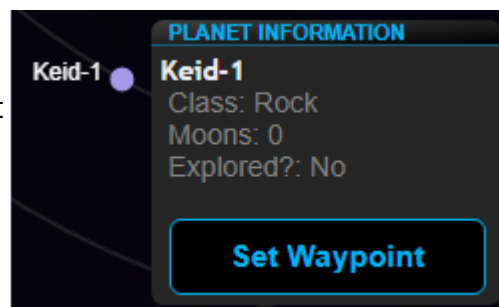 PLANET INFORMATION
Keid-1
Keid-1
Class: Rock
Moons: 0
Explored?: No
Set Waypoint